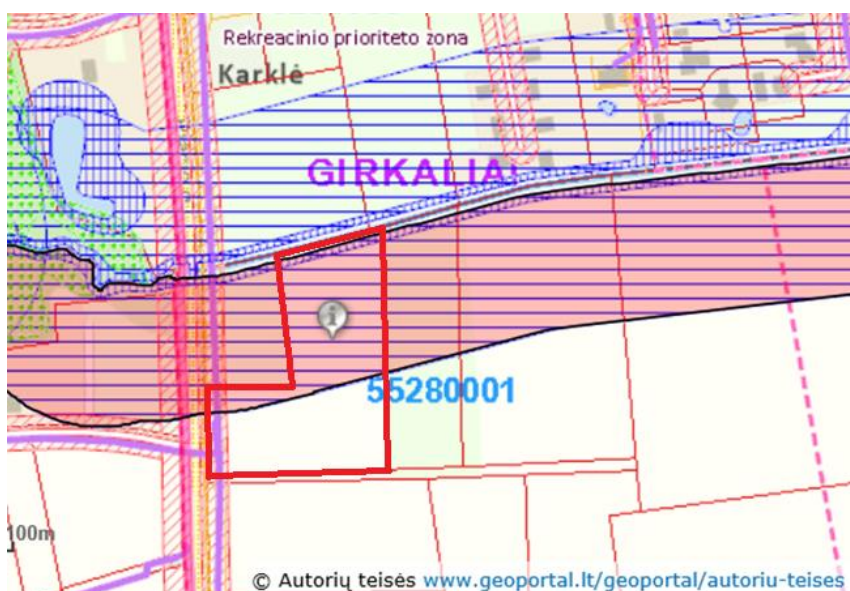 Rekreacinio prioriteto zona
Karklė
GIRKALIAI
55280001
100m
© Autorių teisės www.geoportal.lt/geoportal/autoriu-teises